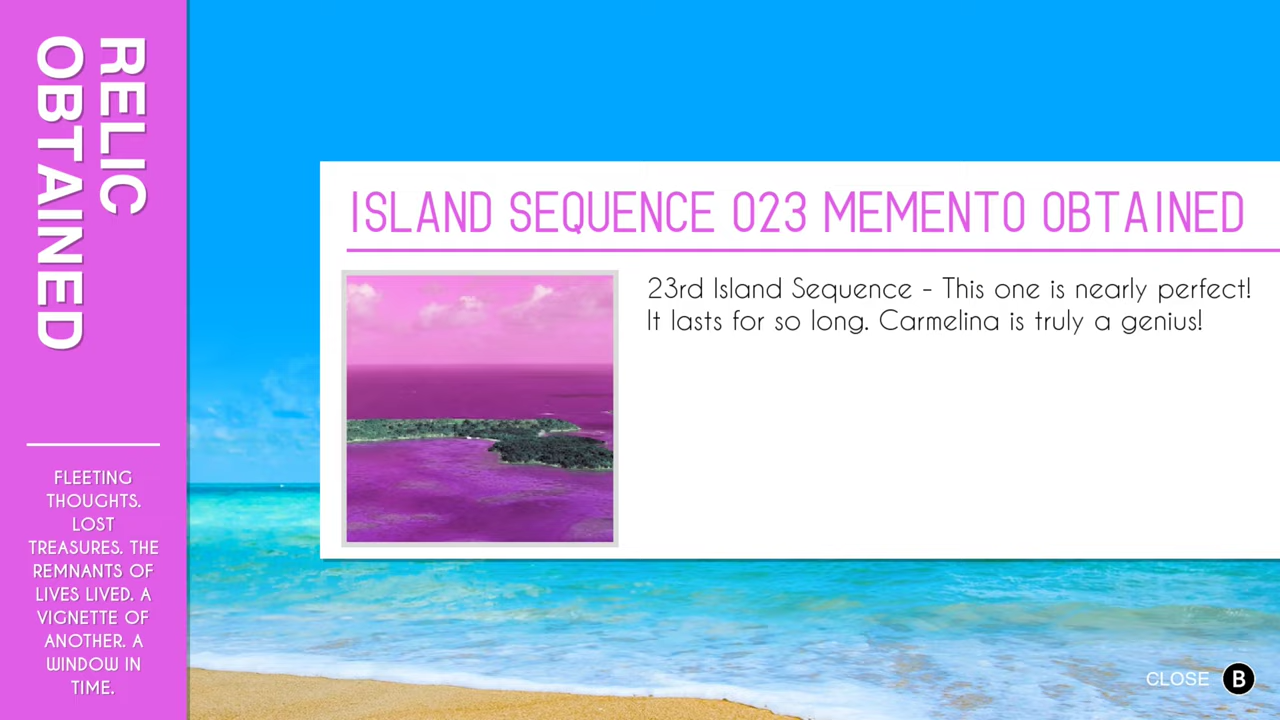 RELIC
OBTAINED
FLEETING
THOUGHTS.
LOST
TREASURES. THE
REMNANTS OF
LIVES LIVED. A
VIGNETTE OF
ANOTHER. A
WINDOW IN
TIME.
ISLAND SEQUENCE 023 MEMENTO OBTAINED
23rd Island Sequence - This one is nearly perfect!
It lasts for so long. Carmelina is truly a genius!
CLOSE B